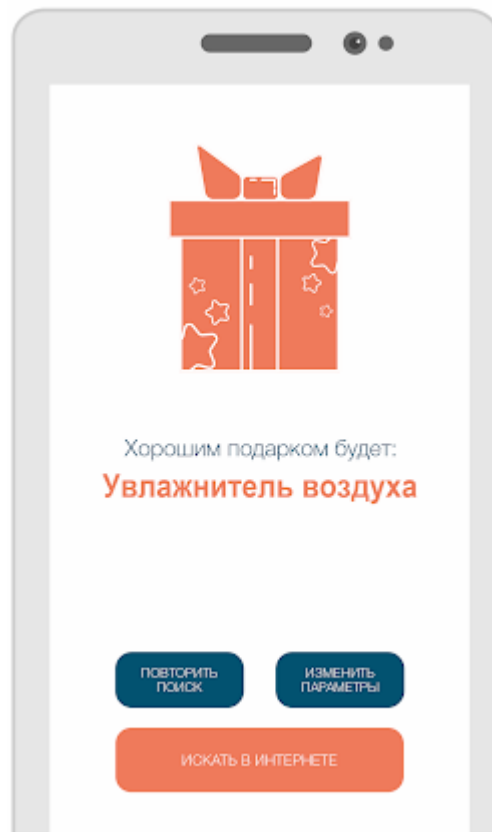 Хорошим подарком будет:
Увлажнитель воздуха
ПОВТОРИТЬ
ПОИСК
ИЗМЕНИТЬ
ПАРАМЕТРЫ
ИСКАТЬ В ИНТЕРНЕТЕ